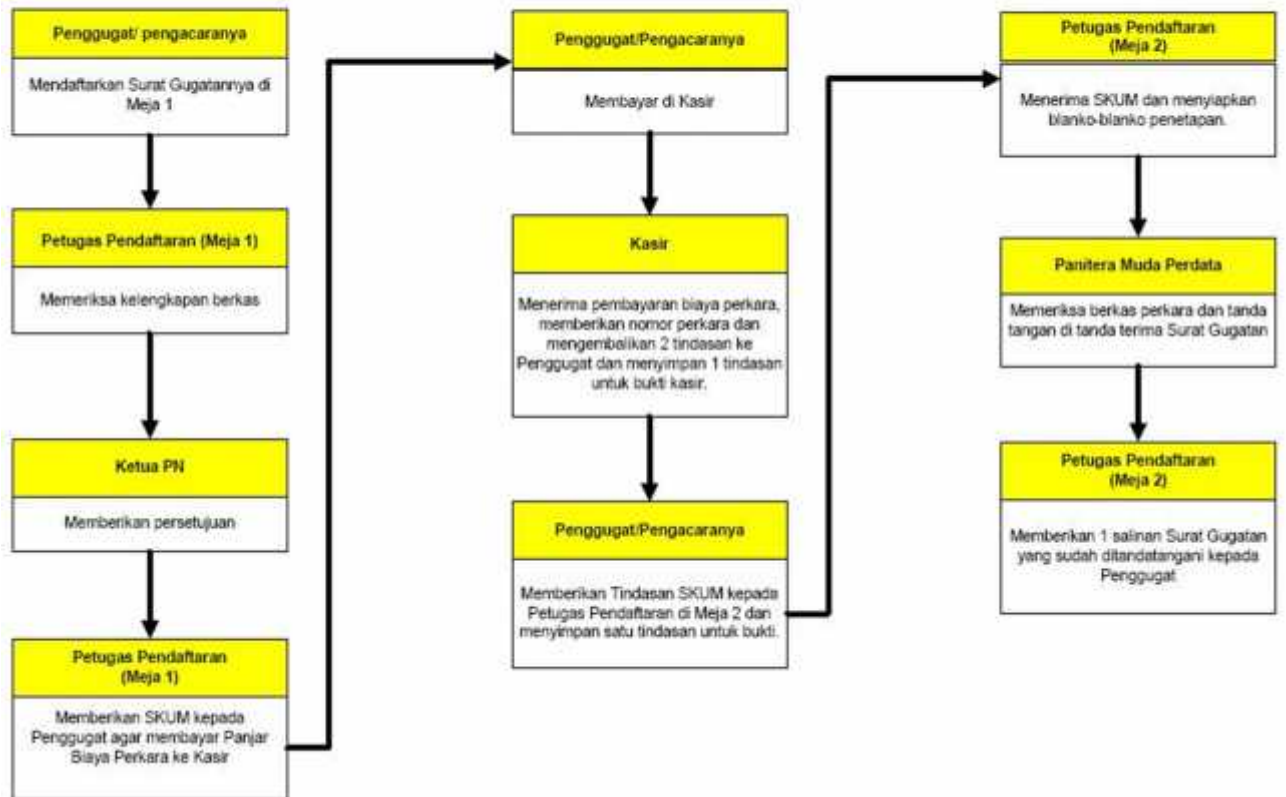 Penggugat/ pengacaranya
Mendaftarkan Surat Gugatannya di
Meja 1
Petugas Pendaftaran (Meja 1)
Memeriksa kelengkapan berkas
Ketua PN
Memberikan persetujuan
Petugas Pendaftaran
(Meja 1)
Memberikan SKUM kepada
Penggugat agar membayar Panjar
Biaya Perkara ke Kasir
Penggugat/Pengacaranya
Membayar di Kasir
Kasir
Menerima pembayaran biaya perkara,
memberikan nomor perkara dan
mengembalikan 2 tindasan ke
Penggugat dan menyimpan 1 tindasan
untuk bukti kasir.
Penggugat/Pengacaranya
Memberikan Tindasan SKUM kepada
Petugas Pendaftaran di Meja 2 dan
menyimpan satu tindasan untuk bukti.
Petugas Pendaftaran
(Meja 2)
Menerima SKUM dan menyiapkan
blanko-blanko penetapan.
Panitera Muda Perdata
Memeriksa berkas perkara dan tanda
tangan di tanda terima Surat Gugatan
Petugas Pendaftaran
(Meja 2)
Memberikan 1 salinan Surat Gugatan
yang sudah ditandatangani kepada
Penggugat